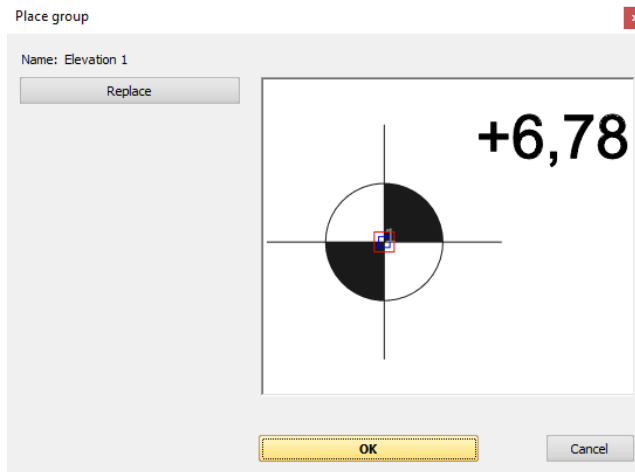 Place group
Name: Elevation 1
Replace
+6,78
OK
Cancel